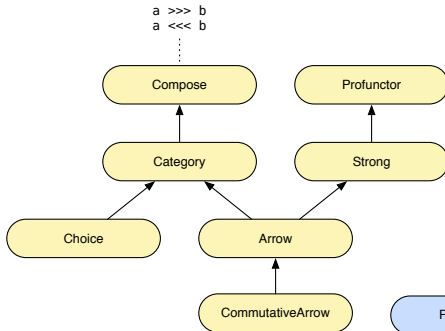 a >>> b
a <<< b
Compose
Profunctor
Category
Strong
Choice
Arrow
CommutativeArrow